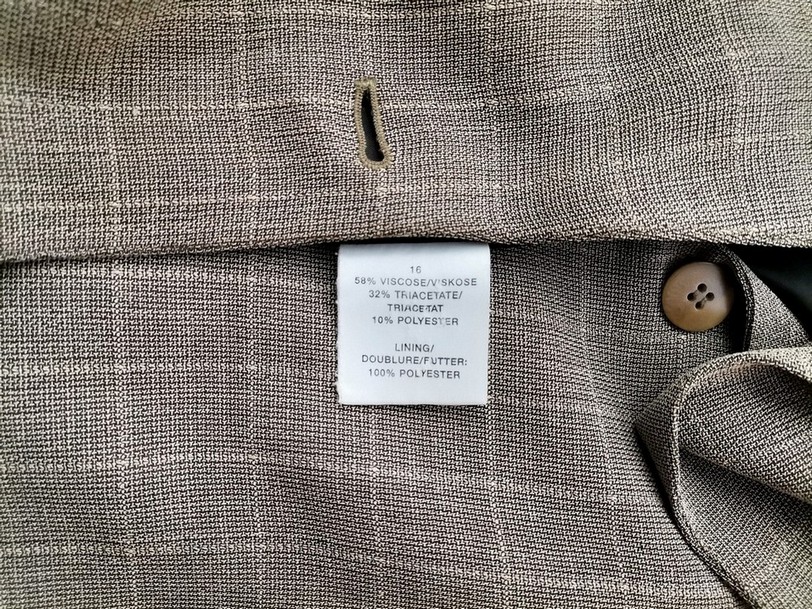 16
58% VISCOSE/VISKOSE
32% TRIACETATE/
TRIACETAT
10% POLYESTER
LINING/
DOUBLURE/FUTTER:
100% POLYESTER